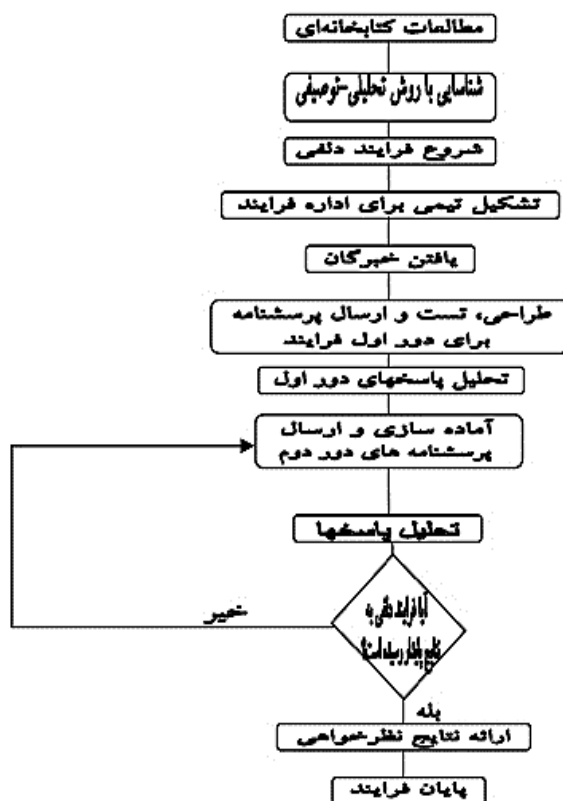 مطالعات کتابخانه‌ای
شناسایی با روش تحلیلی-توصیفی
شروع فرایند دلفی
تشکیل تیمی برای اداره فرایند
یافتن خبرگان
طراحی، تست و ارسال پرسشنامه
برای دور اول فرایند
تحلیل پاسخهای دور اول
آماده سازی و ارسال
پرسشنامه های دور دوم
تحلیل پاسخها
آیا فرایند دلفی به
نتایج پایدار رسیده است؟
خیر
بله
ارائه نتایج نظرخواهی
پایان فرایند